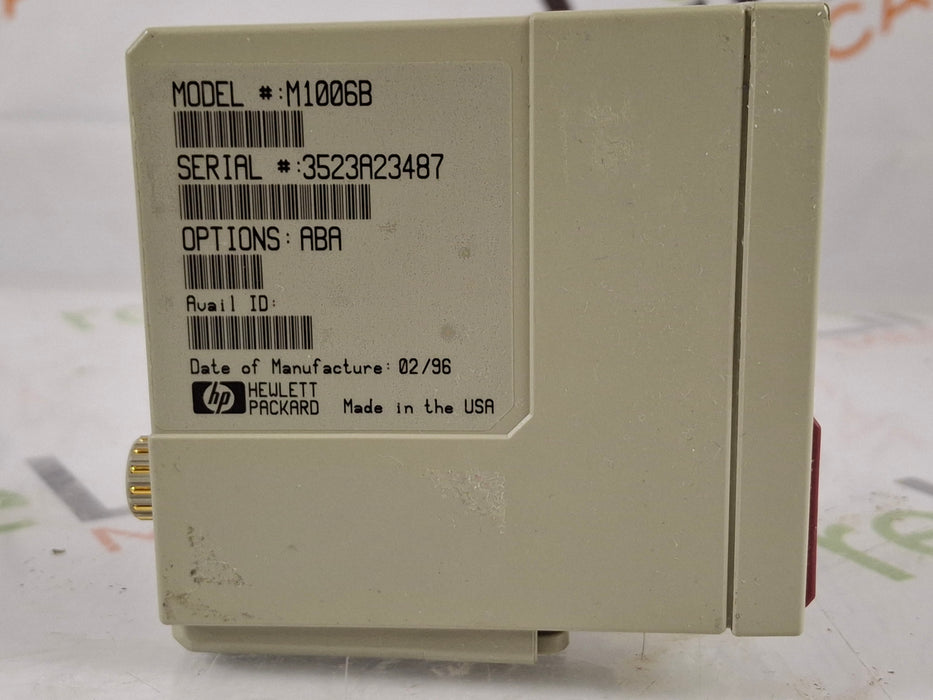 MODEL #:M1006B
SERIAL #:3523A23487
OPTIONS: ABA
Avail ID:
Date of Manufacture: 02/96
hp HEWLETT
PACKARD Made in the USA